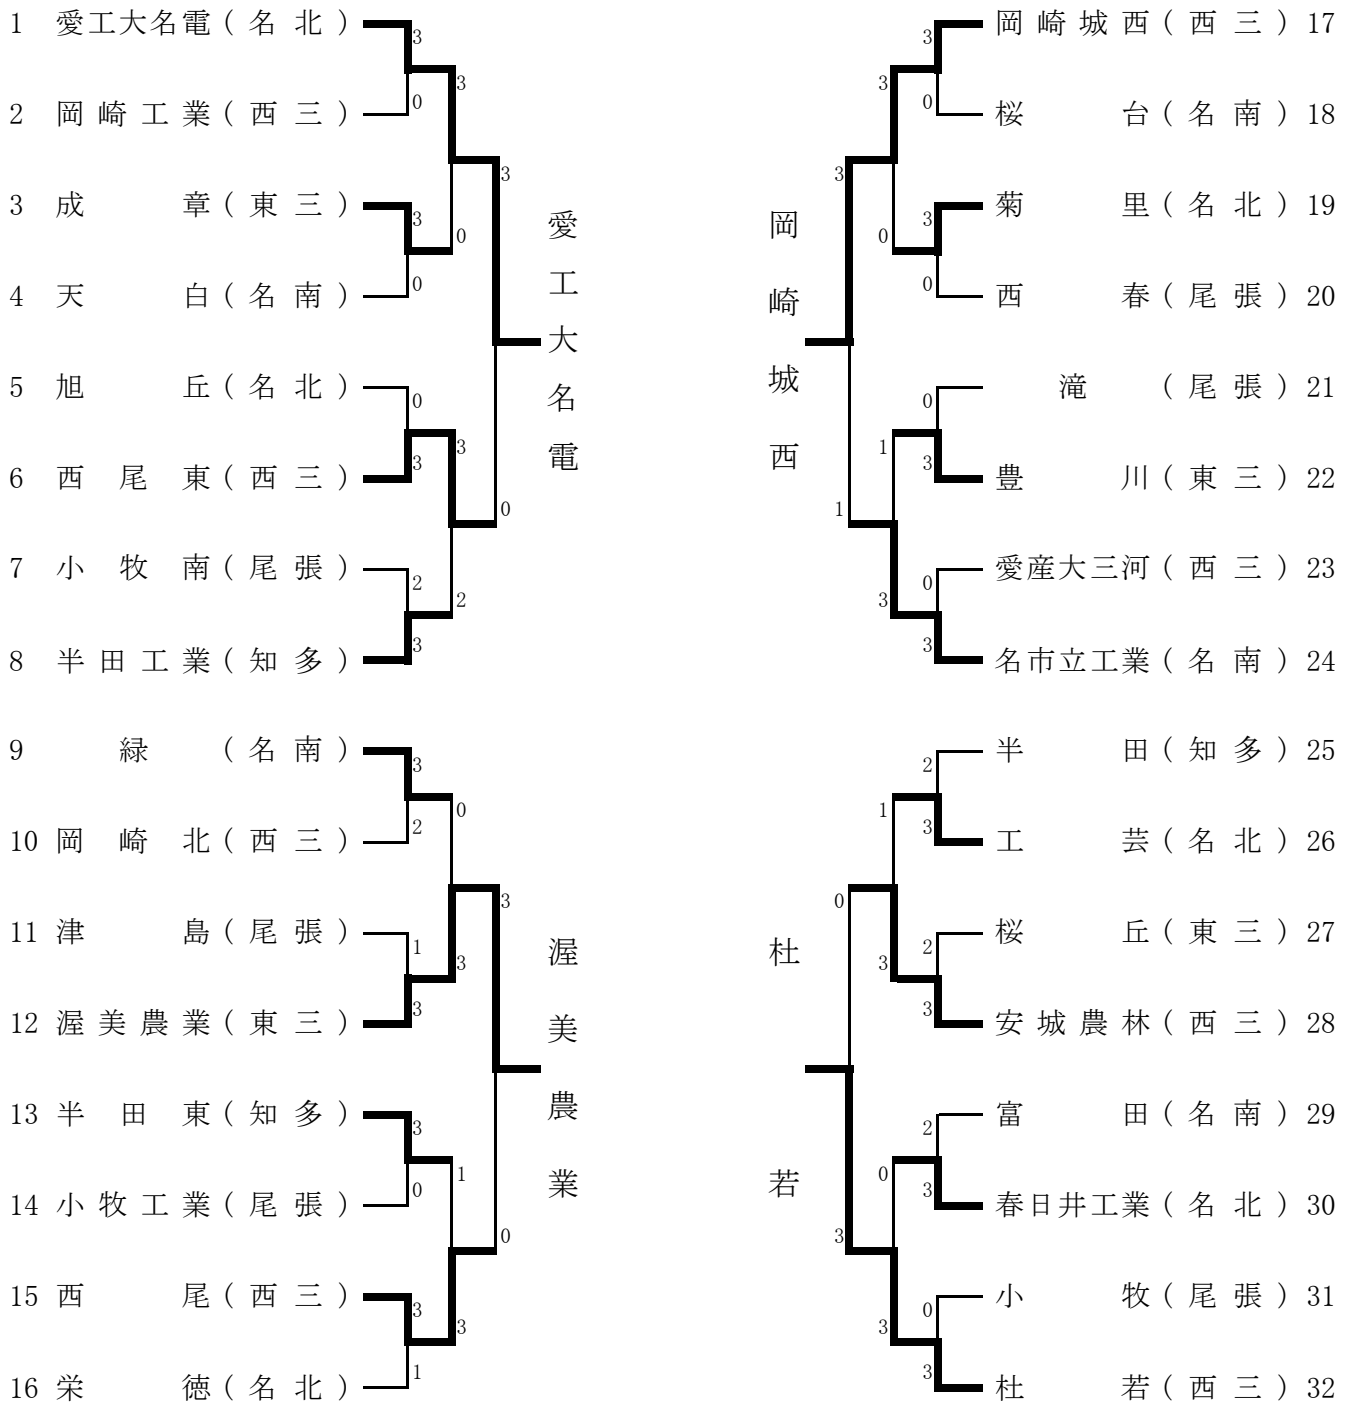 1 愛工大名電(名北)
3
0
2 岡崎工業(西三)
3
3 成章(東三)
3
0
4 天白(名南)
0
3
5 旭丘(名北)
0
3
6 西尾東(西三)
3
7 小牧南(尾張)
2
3
8 半田工業(知多)
2
0
愛工大名電
9 緑(名南)
3
2
10 岡崎北(西三)
0
11 津島(尾張)
1
3
12 渥美農業(東三)
3
3
13 半田東(知多)
3
0
14 小牧工業(尾張)
1
15 西尾(西三)
3
1
16 栄徳(名北)
3
0
渥美農業
岡崎城西(西三)17
3
0
桜台(名南)18
3
菊里(名北)19
3
0
西春(尾張)20
0
3
滝(尾張)21
0
3
豊川(東三)22
1
愛産大三河(西三)23
0
3
名市立工業(名南)24
3
1
岡崎城西
半田(知多)25
2
3
工芸(名北)26
1
桜丘(東三)27
2
3
安城農林(西三)28
3
0
富田(名南)29
2
3
春日井工業(名北)30
0
小牧(尾張)31
0
3
杜若(西三)32
3
3
杜若